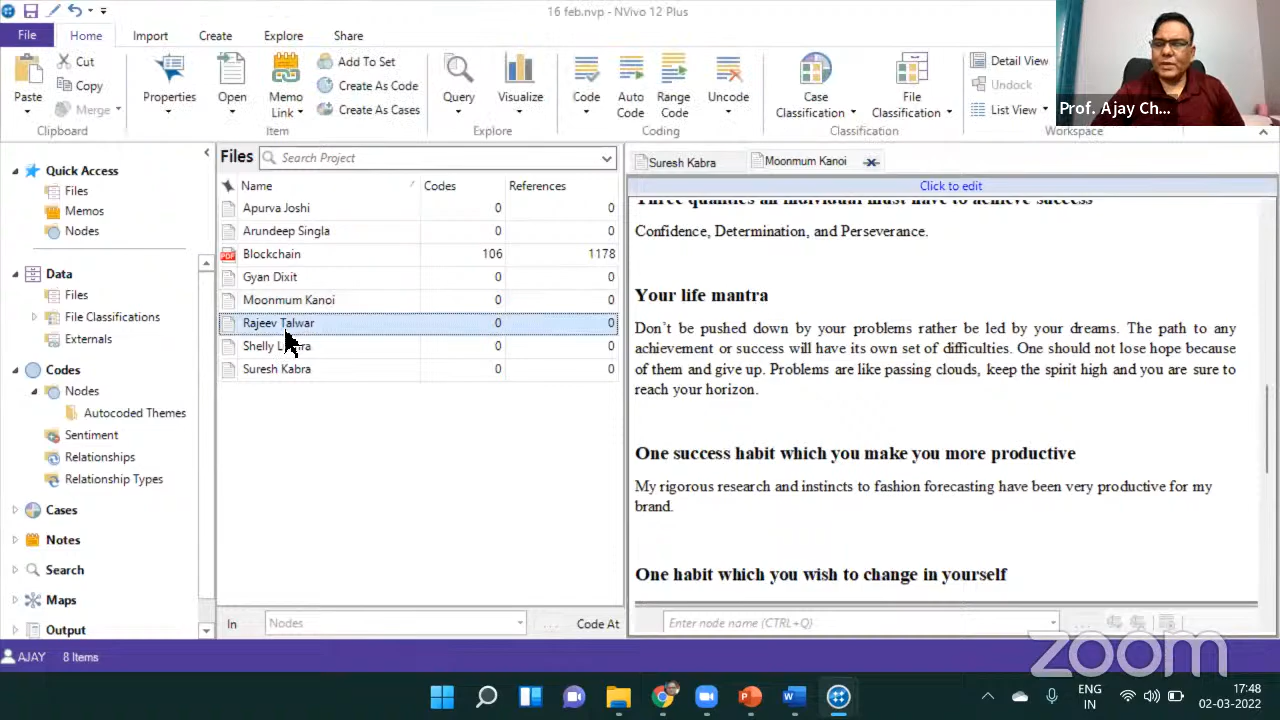 16 feb.nvp - NVivo 12 Plus
File Home Import Create Explore Share
Cut
Copy
Merge
Paste
Clipboard
Properties
Open
Memo Link
Add To Set
Create As Code
Create As Cases
Item
Query
Visualize
Explore
Code
Auto Code
Range Code
Uncode
Coding
Case Classification
File Classification
Classification
Detail View
Undock
List View
Workspace
Prof. Ajay Ch...
Quick Access
Files
Memos
Nodes
Data
Files
File Classifications
Externals
Codes
Nodes
Autocoded Themes
Sentiment
Relationships
Relationship Types
Cases
Notes
Search
Maps
Output
Files Search Project
Name Codes References
Apurva Joshi 0 0
Arundeep Singla 0 0
PDF Blockchain 106 1178
Gyan Dixit 0 0
Moonmum Kanoi 0 0
Rajeev Talwar 0 0
Shelly 0 0
Suresh Kabra 0 0
In Nodes ... Code At
Suresh Kabra Moonmum Kanoi
Click to edit
Three qualities an individual must have to achieve success
Confidence, Determination, and Perseverance.
Your life mantra
Don't be pushed down by your problems rather be led by your dreams. The path to any
achievement or success will have its own set of difficulties. One should not lose hope because
of them and give up. Problems are like passing clouds, keep the spirit high and you are sure to
reach your horizon.
One success habit which you make you more productive
My rigorous research and instincts to fashion forecasting have been very productive for my
brand.
One habit which you wish to change in yourself
Enter node name (CTRL+Q)
AJAY 8 Items
zoom
ENG
IN
17:48
02-03-2022